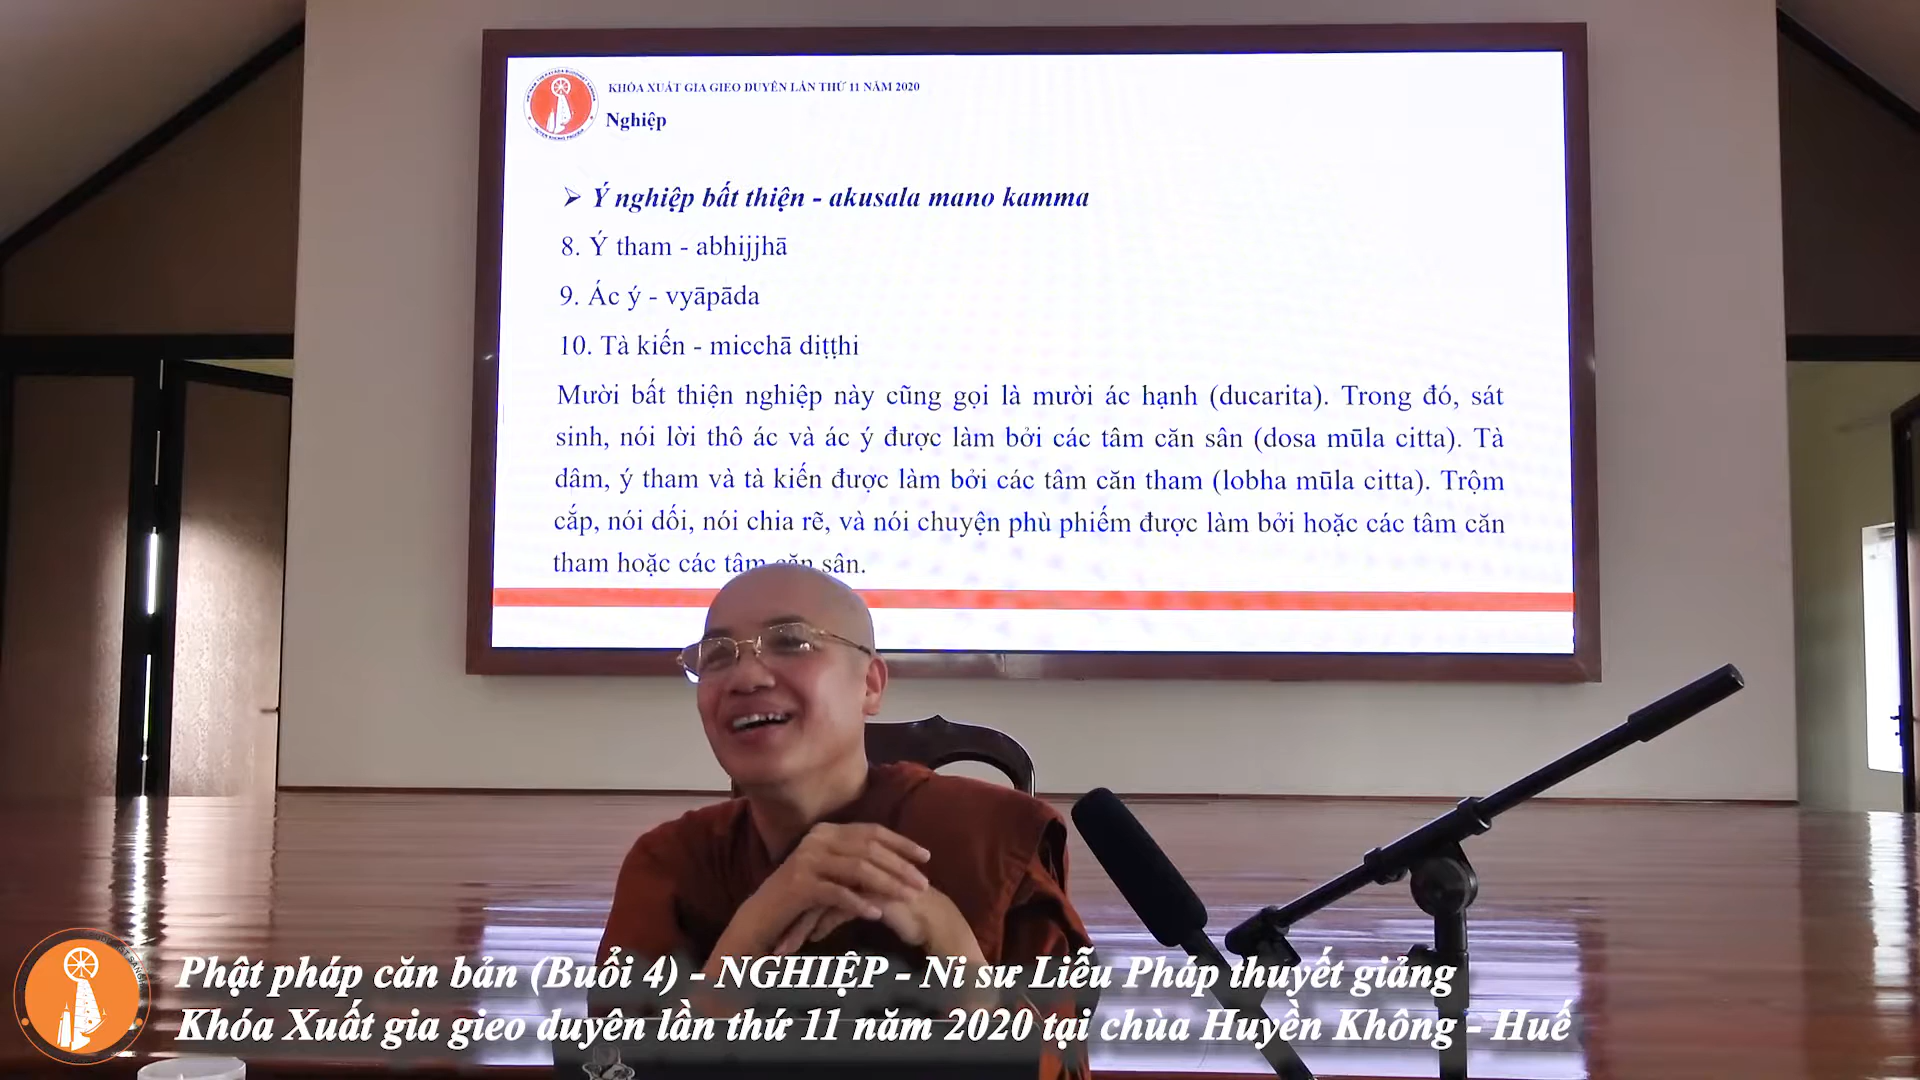 KHÓA XUẤT GIA GIEO DUYÊN LẦN THỨ 11 NĂM 2020
Nghiệp
Ý nghiệp bất thiện - akusala mano kamma
8. Ý tham - abhijjhā
9. Ác ý - vyāpāda
10. Tà kiến - micchā diṭṭhi
Mười bất thiện nghiệp này cũng gọi là mười ác hạnh (ducarita). Trong đó, sát
sinh, nói lời thô ác và ác ý được làm bởi các tâm căn sân (dosa mūla citta). Tà
dâm, ý tham và tà kiến được làm bởi các tâm căn tham (lobha mūla citta). Trộm
cắp, nói dối, nói chia rẽ, và nói chuyện phù phiếm được làm bởi hoặc các tâm căn
tham hoặc các tâm căn sân.
Phật pháp căn bản (Buổi 4) - NGHIỆP - Ni sư Liễu Pháp thuyết giảng
Khóa Xuất gia gieo duyên lần thứ 11 năm 2020 tại chùa Huyền Không - Huế